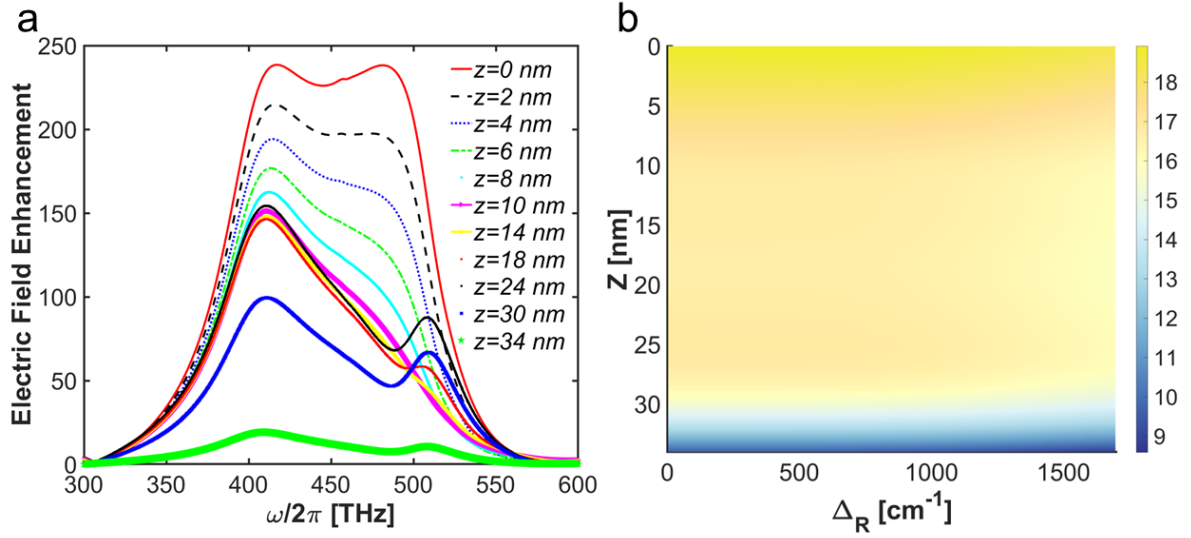 a
Electric Field Enhancement
250
200
150
100
50
0
300
350
400
450
500
550
600
ω/2π [THz]
z=0 nm
z=2 nm
z=4 nm
z=6 nm
z=8 nm
z=10 nm
z=14 nm
z=18 nm
z=24 nm
z=30 nm
z=34 nm
b
Z [nm]
0
5
10
15
20
25
30
0
500
1000
1500
Δ_R [cm⁻¹]
18
17
16
15
14
13
12
11
10
9